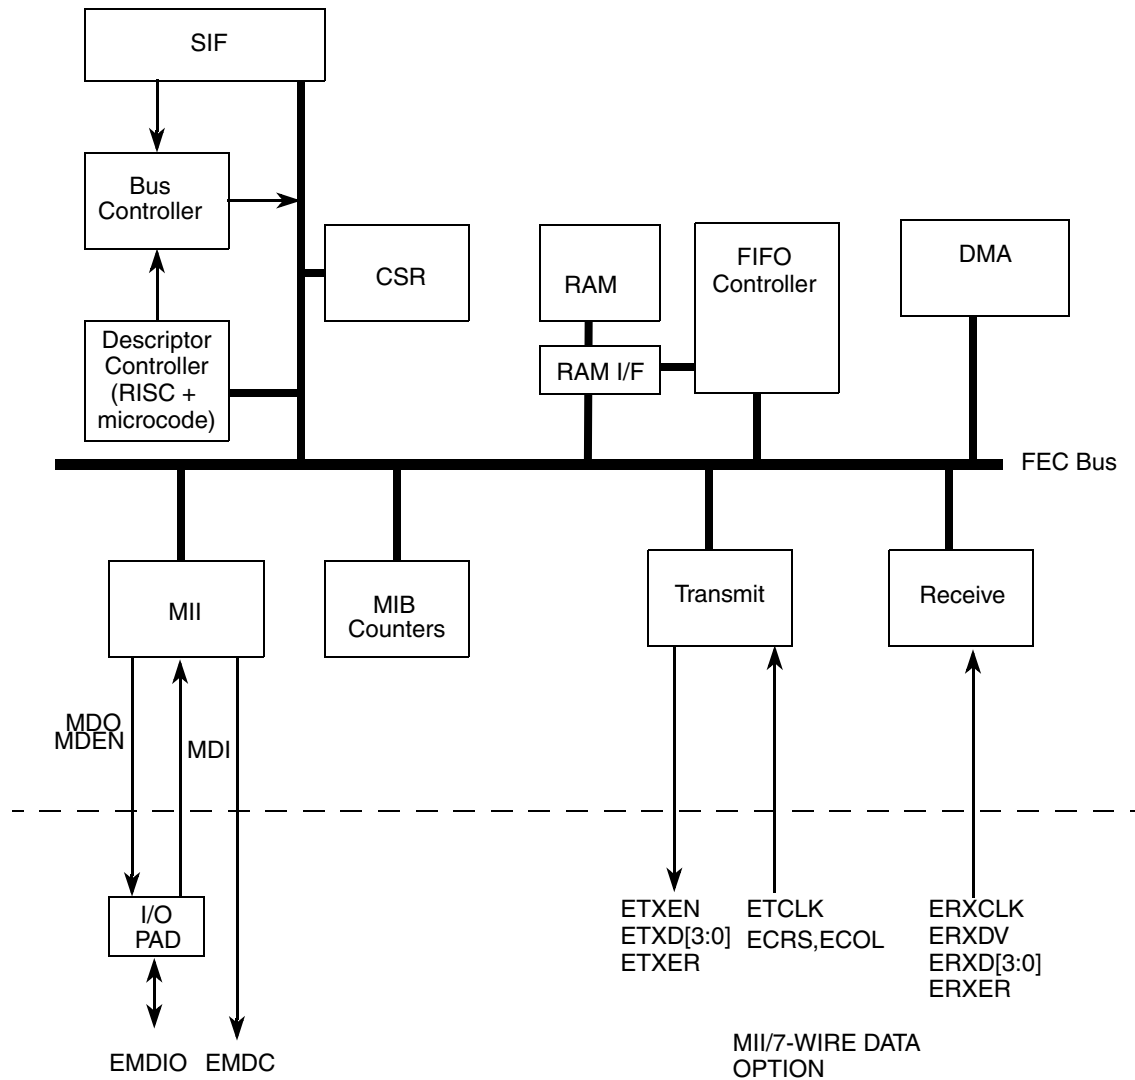 SIF
Bus
Controller
CSR
RAM
FIFO
Controller
DMA
Descriptor
Controller
(RISC +
microcode)
RAM I/F
FEC Bus
MII
MIB
Counters
Transmit
Receive
MDO
MDEN
MDI
I/O
PAD
ETXEN
ETXD[3:0]
ETXER
ETCLK
ECRS,ECOL
ERXCLK
ERXDV
ERXD[3:0]
ERXER
EMDIO
EMDC
MII/7-WIRE DATA
OPTION